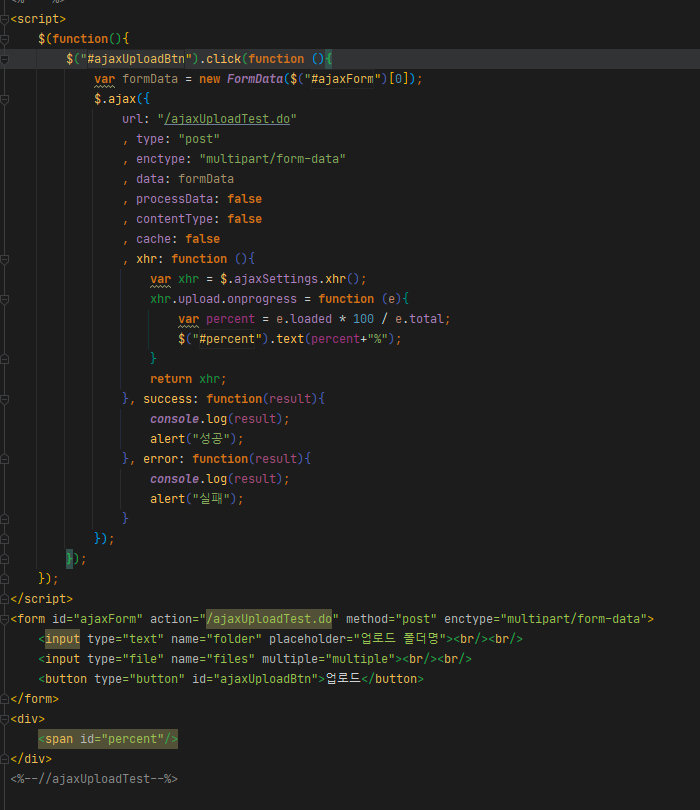 <script>
$(function(){
$("#ajaxUploadBtn").click(function (){
var formData = new FormData($("#ajaxForm")[0]);
$.ajax({
url: "/ajaxUploadTest.do"
, type: "post"
, enctype: "multipart/form-data"
, data: formData
, processData: false
, contentType: false
, cache: false
, xhr: function (){
var xhr = $.ajaxSettings.xhr();
xhr.upload.onprogress = function (e){
var percent = e.loaded * 100 / e.total;
$("#percent").text(percent+"%");
}
return xhr;
}, success: function(result){
console.log(result);
alert("성공");
}, error: function(result){
console.log(result);
alert("실패");
}
});
});
});
</script>
<form id="ajaxForm" action="/ajaxUploadTest.do" method="post" enctype="multipart/form-data">
<input type="text" name="folder" placeholder="업로드 폴더명"><br/><br/>
<input type="file" name="files" multiple="multiple"><br/><br/>
<button type="button" id="ajaxUploadBtn">업로드</button>
</form>
<div>
<span id="percent"/>
</div>
<%--//ajaxUploadTest--%>